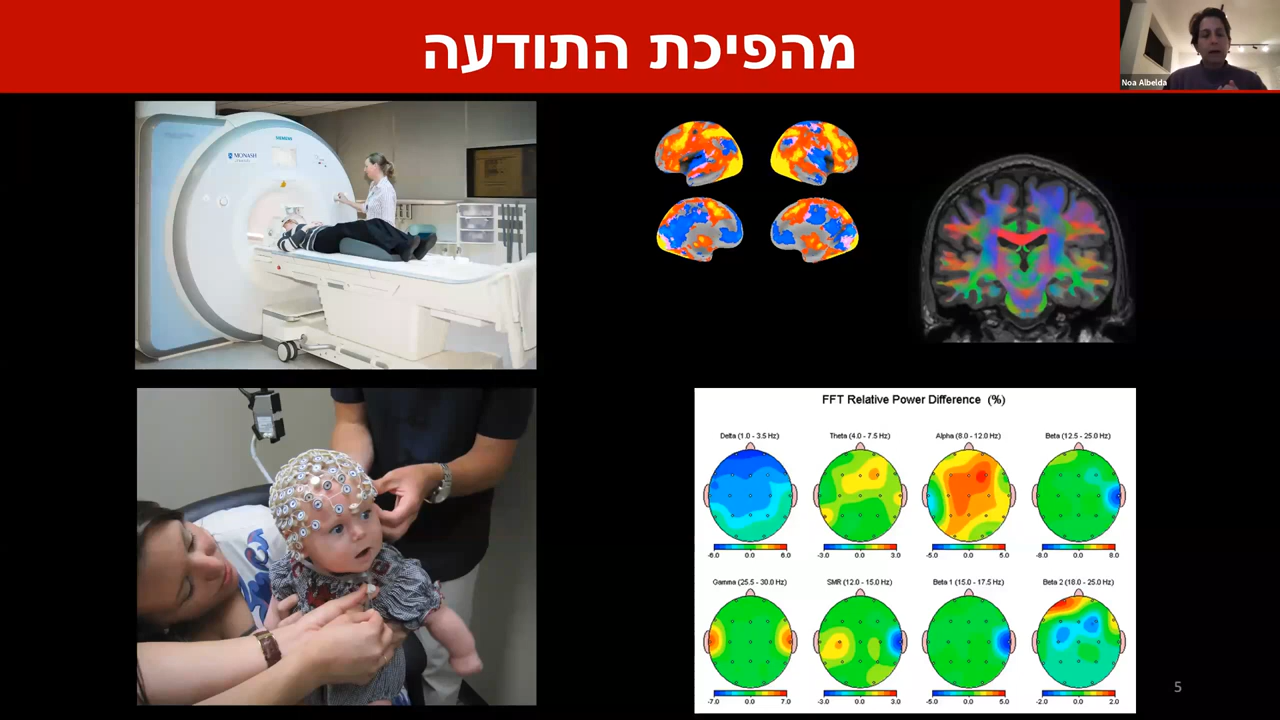 מהפיכת התודעה
Noa Albelda
SIEMENS
MONASH
FFT Relative Power Difference (%)
Delta (1.0 - 3.5 Hz) Theta (4.0 - 7.5 Hz) Alpha (8.0 - 12.0 Hz) Beta (12.5 - 25.0 Hz)
-6.0 0.0 6.0 -3.0 0.0 3.0 -5.0 0.0 5.0 -8.0 0.0 8.0
Gamma (25.5 - 30.0 Hz) SMR (12.0 - 15.0 Hz) Beta 1 (15.0 - 17.5 Hz) Beta 2 (18.0 - 25.0 Hz)
-7.0 0.0 7.0 -3.0 0.0 3.0 -5.0 0.0 5.0 -2.0 0.0 2.0
5